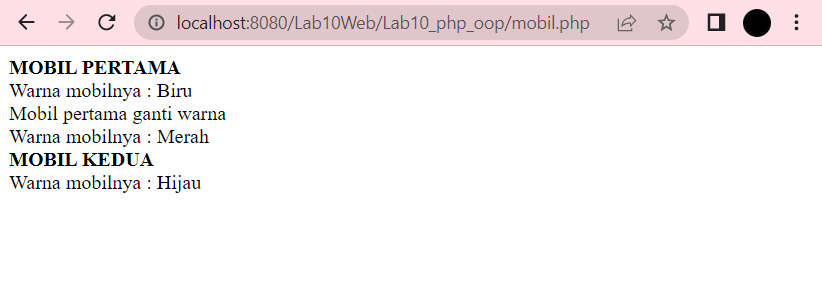 localhost:8080/Lab10Web/Lab10_php_oop/mobil.php
MOBIL PERTAMA
Warna mobilnya : Biru
Mobil pertama ganti warna
Warna mobilnya : Merah
MOBIL KEDUA
Warna mobilnya : Hijau